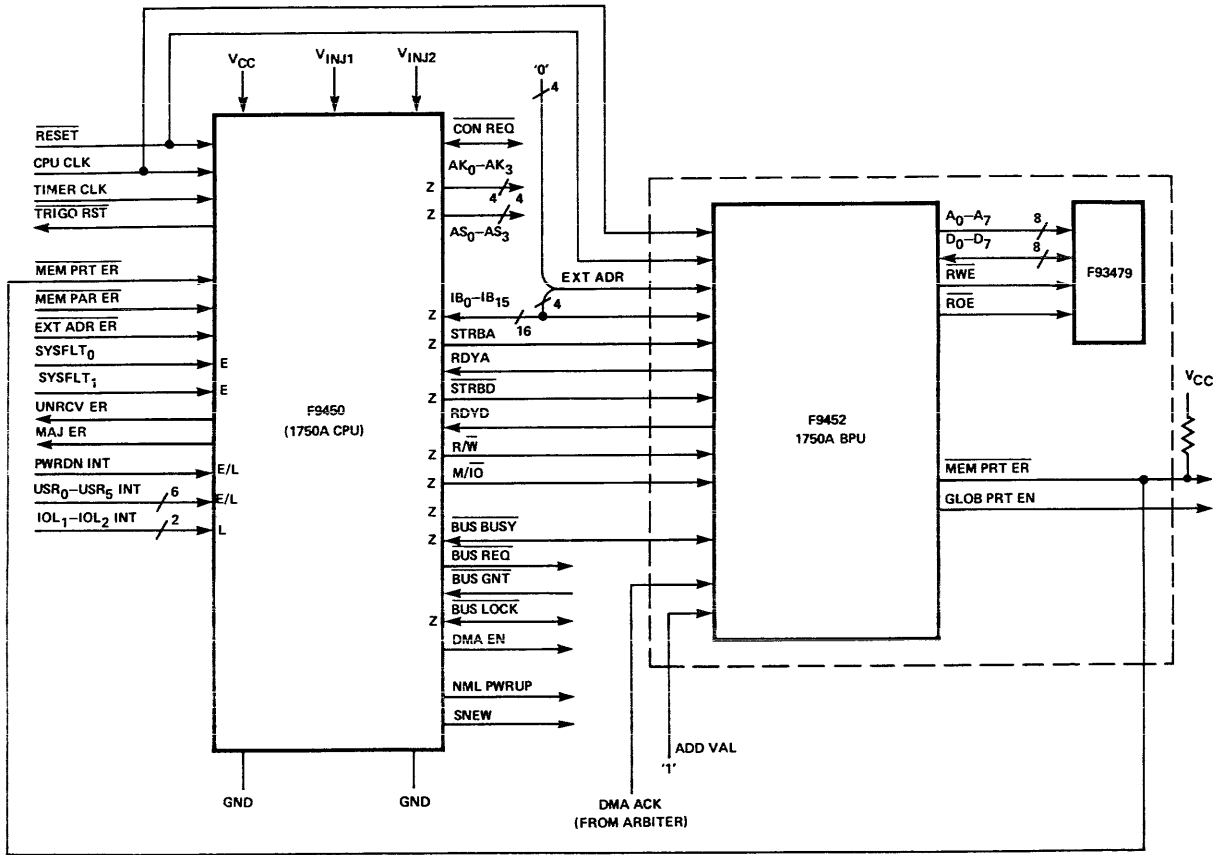 VCC
VINJ1
VINJ2
'0'
4
RESET
CPU CLK
TIMER CLK
TRIGO RST
MEM PRT ER
MEM PAR ER
EXT ADR ER
SYSFLT0
E
SYSFLT1
E
UNRCV ER
MAJ ER
PWRDN INT
E/L
USR0–USR5 INT
6
E/L
IOL1–IOL2 INT
2
L
F9450
(1750A CPU)
GND
GND
CON REQ
Z
AK0–AK3
4
4
Z
AS0–AS3
EXT ADR
4
Z
IB0–IB15
16
Z
STRBA
RDYA
Z
STRBD
RDYD
Z
R/W
Z
M/IO
Z
Z
BUS BUSY
BUS REQ
BUS GNT
Z
BUS LOCK
DMA EN
NML PWRUP
SNEW
F9452
1750A BPU
A0–A7
8
D0–D7
8
RWE
ROE
F93479
VCC
MEM PRT ER
GLOB PRT EN
ADD VAL
'1'
DMA ACK
(FROM ARBITER)